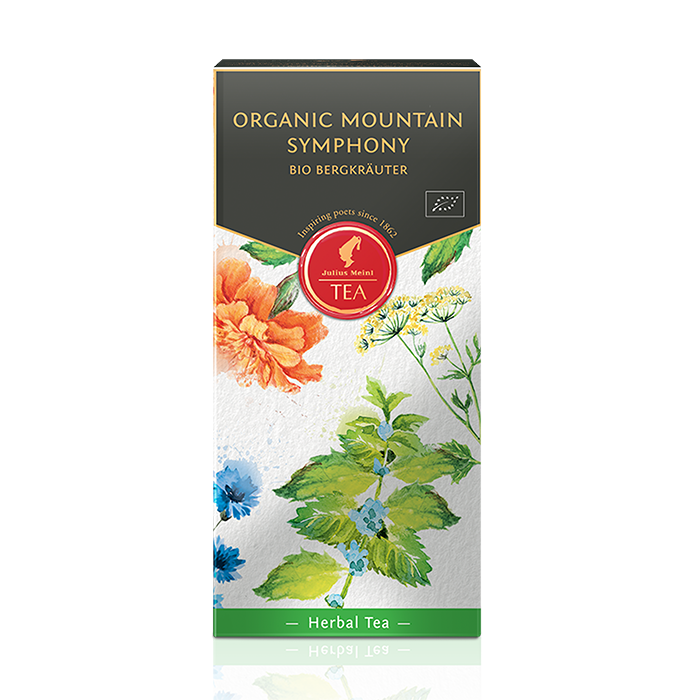 ORGANIC MOUNTAIN
SYMPHONY
BIO BERGKRÄUTER
Inspiring poets since 1862
Julius Meinl
TEA
— Herbal Tea —